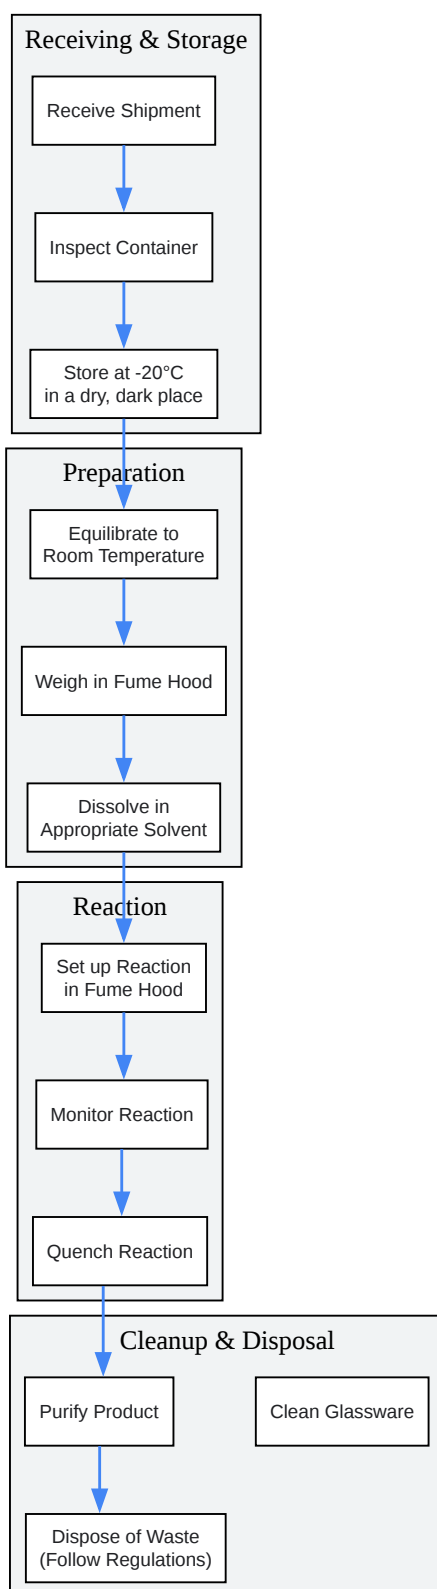 Receiving & Storage
Receive Shipment
Inspect Container
Store at -20°C
in a dry, dark place
Preparation
Equilibrate to
Room Temperature
Weigh in Fume Hood
Dissolve in
Appropriate Solvent
Reaction
Set up Reaction
in Fume Hood
Monitor Reaction
Quench Reaction
Cleanup & Disposal
Purify Product
Clean Glassware
Dispose of Waste
(Follow Regulations)